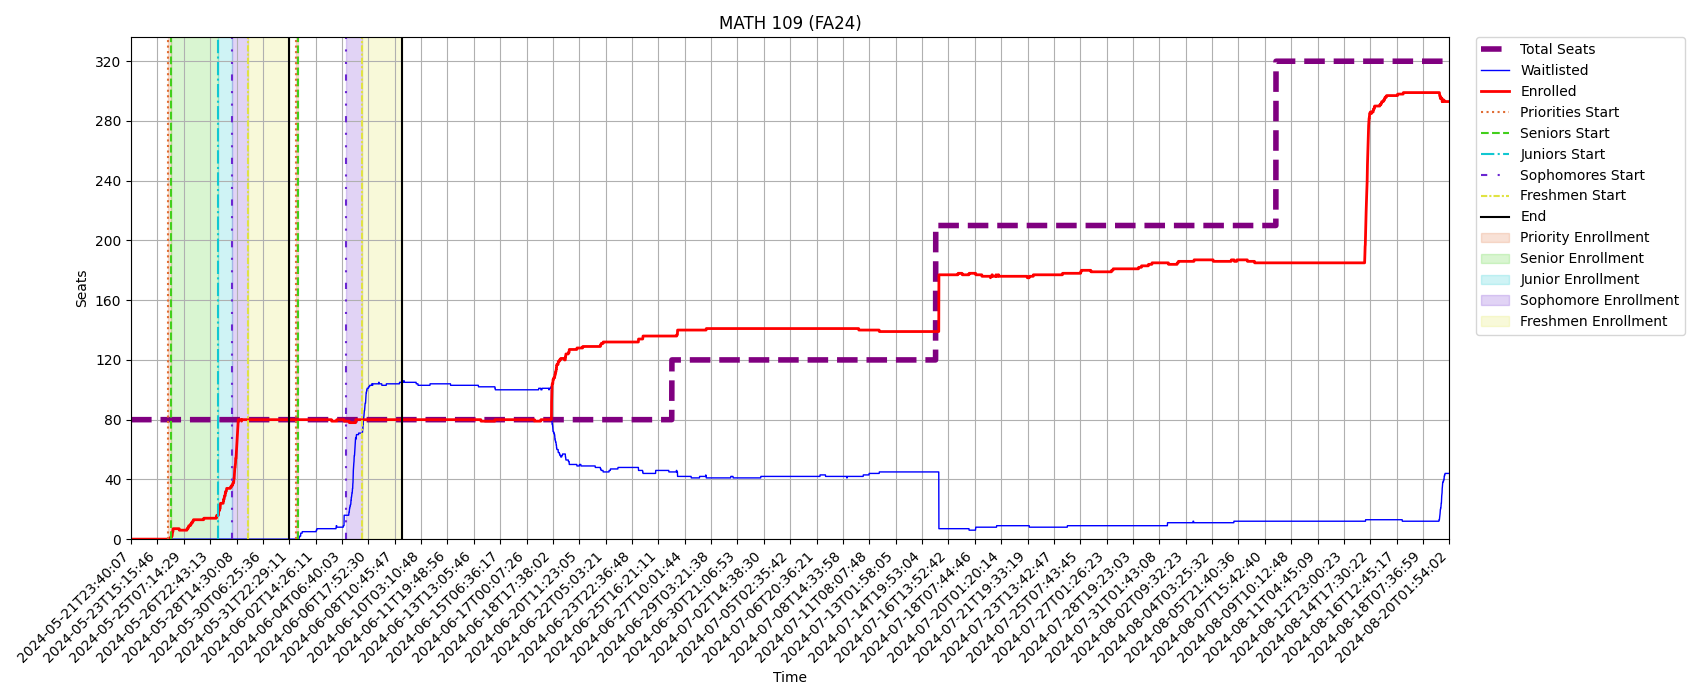 MATH 109 (FA24)
Seats
320
280
240
200
160
120
80
40
0
2024-05-21T23:40:07
2024-05-23T15:15:46
2024-05-25T07:14:29
2024-05-26T22:43:13
2024-05-28T14:30:08
2024-05-30T06:25:36
2024-05-31T22:29:11
2024-06-02T14:26:11
2024-06-04T06:40:03
2024-06-06T17:52:30
2024-06-08T10:45:47
2024-06-10T03:10:48
2024-06-11T19:48:56
2024-06-13T13:05:46
2024-06-15T06:36:17
2024-06-17T00:07:26
2024-06-18T17:38:02
2024-06-20T11:23:05
2024-06-22T05:03:21
2024-06-23T22:36:48
2024-06-25T16:21:11
2024-06-27T10:01:44
2024-06-29T03:21:38
2024-06-30T21:06:53
2024-07-02T14:38:30
2024-07-05T02:35:42
2024-07-06T20:36:21
2024-07-08T14:33:58
2024-07-11T08:07:48
2024-07-13T01:58:05
2024-07-14T19:53:04
2024-07-16T13:52:42
2024-07-18T07:44:46
2024-07-20T01:20:14
2024-07-21T19:33:19
2024-07-23T13:42:47
2024-07-25T07:43:45
2024-07-27T01:26:23
2024-07-28T19:23:03
2024-07-31T01:43:08
2024-08-02T09:32:23
2024-08-04T03:25:32
2024-08-05T21:40:36
2024-08-07T15:42:40
2024-08-09T10:12:48
2024-08-11T04:45:09
2024-08-12T23:00:23
2024-08-14T17:30:22
2024-08-16T12:45:17
2024-08-18T07:36:59
2024-08-20T01:54:02
Time
Total Seats
Waitlisted
Enrolled
Priorities Start
Seniors Start
Juniors Start
Sophomores Start
Freshmen Start
End
Priority Enrollment
Senior Enrollment
Junior Enrollment
Sophomore Enrollment
Freshmen Enrollment